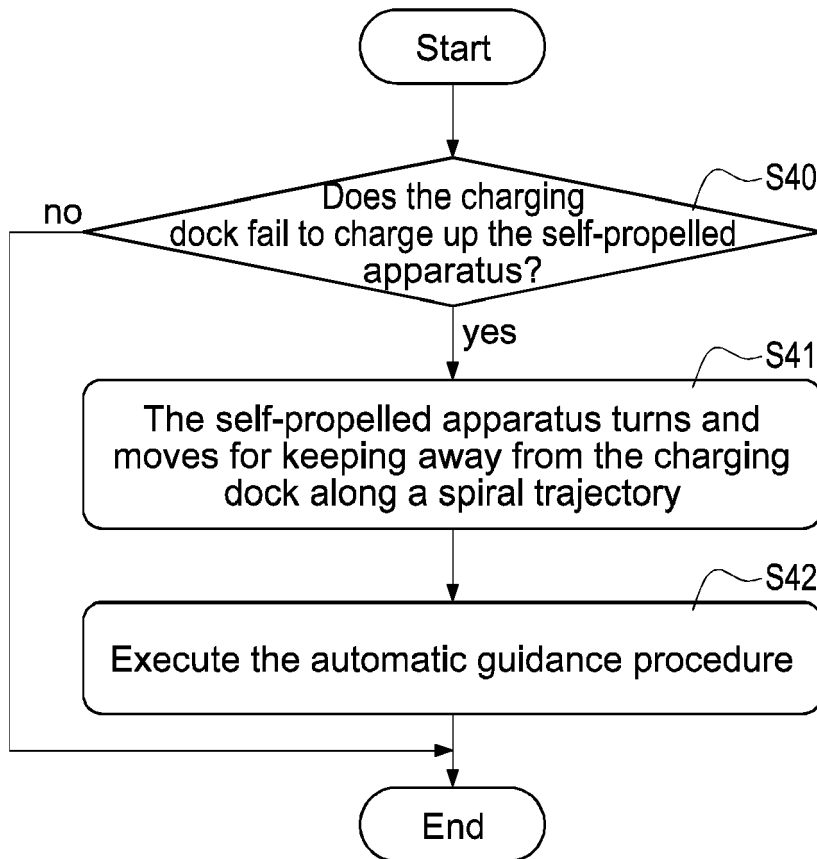 Start
S40
Does the charging
dock fail to charge up the self-propelled
apparatus?
no
yes
S41
The self-propelled apparatus turns and
moves for keeping away from the charging
dock along a spiral trajectory
S42
Execute the automatic guidance procedure
End